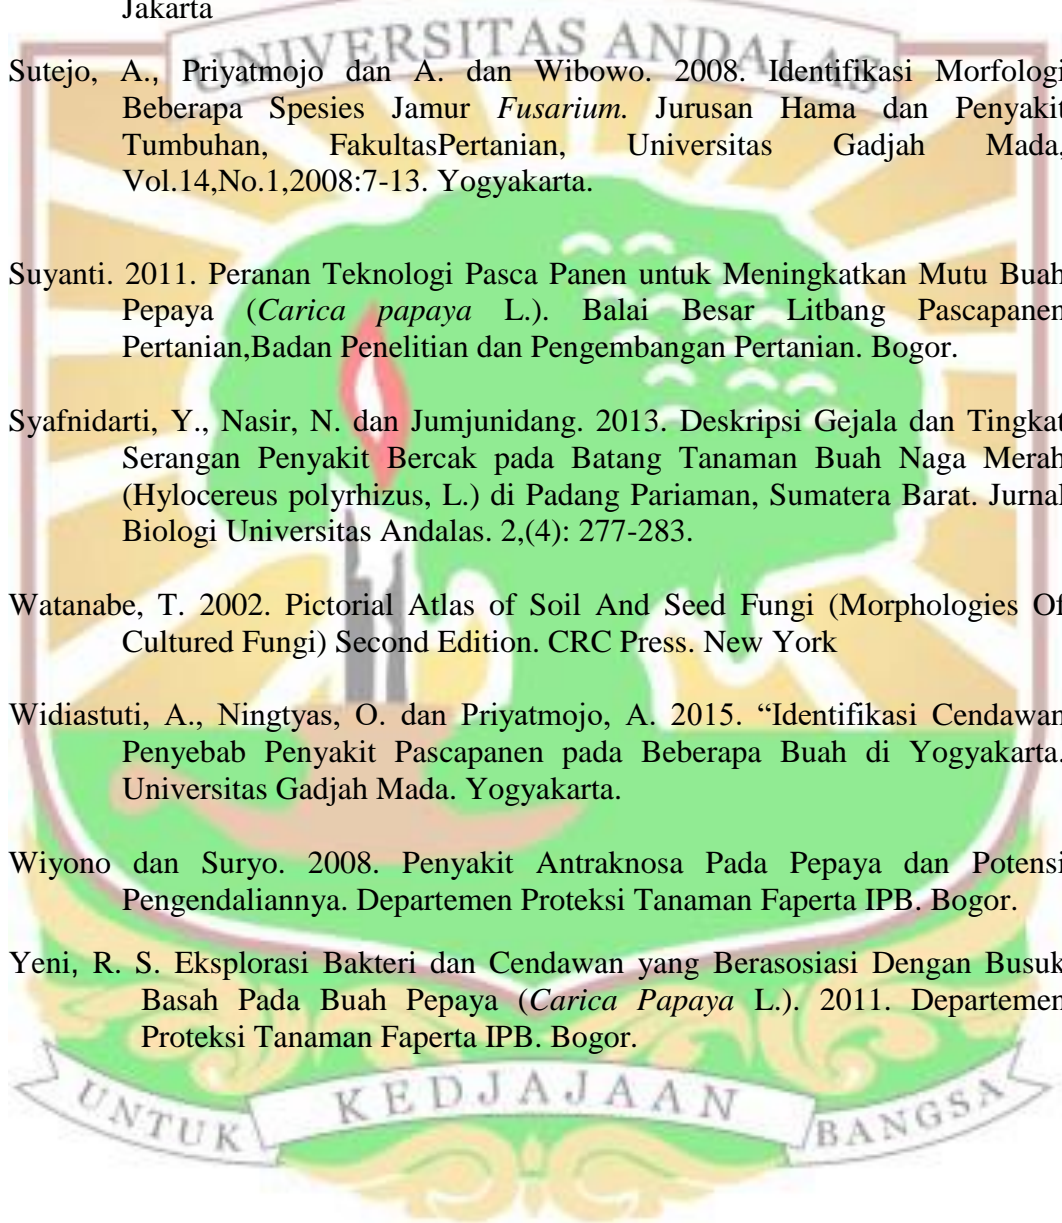 Jakarta
UNIVERSITAS ANDALAS
Sutejo, A., Priyatmojo dan A. dan Wibowo. 2008. Identifikasi Morfologi
Beberapa Spesies Jamur Fusarium. Jurusan Hama dan Penyakit
Tumbuhan, FakultasPertanian, Universitas Gadjah Mada,
Vol.14,No.1,2008:7-13. Yogyakarta.
Suyanti. 2011. Peranan Teknologi Pasca Panen untuk Meningkatkan Mutu Buah
Pepaya (Carica papaya L.). Balai Besar Litbang Pascapanen
Pertanian,Badan Penelitian dan Pengembangan Pertanian. Bogor.
Syafnidarti, Y., Nasir, N. dan Jumjunidang. 2013. Deskripsi Gejala dan Tingkat
Serangan Penyakit Bercak pada Batang Tanaman Buah Naga Merah
(Hylocereus polyrhizus, L.) di Padang Pariaman, Sumatera Barat. Jurnal
Biologi Universitas Andalas. 2,(4): 277-283.
Watanabe, T. 2002. Pictorial Atlas of Soil And Seed Fungi (Morphologies Of
Cultured Fungi) Second Edition. CRC Press. New York
Widiastuti, A., Ningtyas, O. dan Priyatmojo, A. 2015. “Identifikasi Cendawan
Penyebab Penyakit Pascapanen pada Beberapa Buah di Yogyakarta.
Universitas Gadjah Mada. Yogyakarta.
Wiyono dan Suryo. 2008. Penyakit Antraknosa Pada Pepaya dan Potensi
Pengendaliannya. Departemen Proteksi Tanaman Faperta IPB. Bogor.
Yeni, R. S. Eksplorasi Bakteri dan Cendawan yang Berasosiasi Dengan Busuk
Basah Pada Buah Pepaya (Carica Papaya L.). 2011. Departemen
Proteksi Tanaman Faperta IPB. Bogor.
UNTUK KEDJAJAAN BANGSA